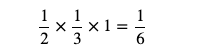 1/2 × 1/3 × 1 = 1/6